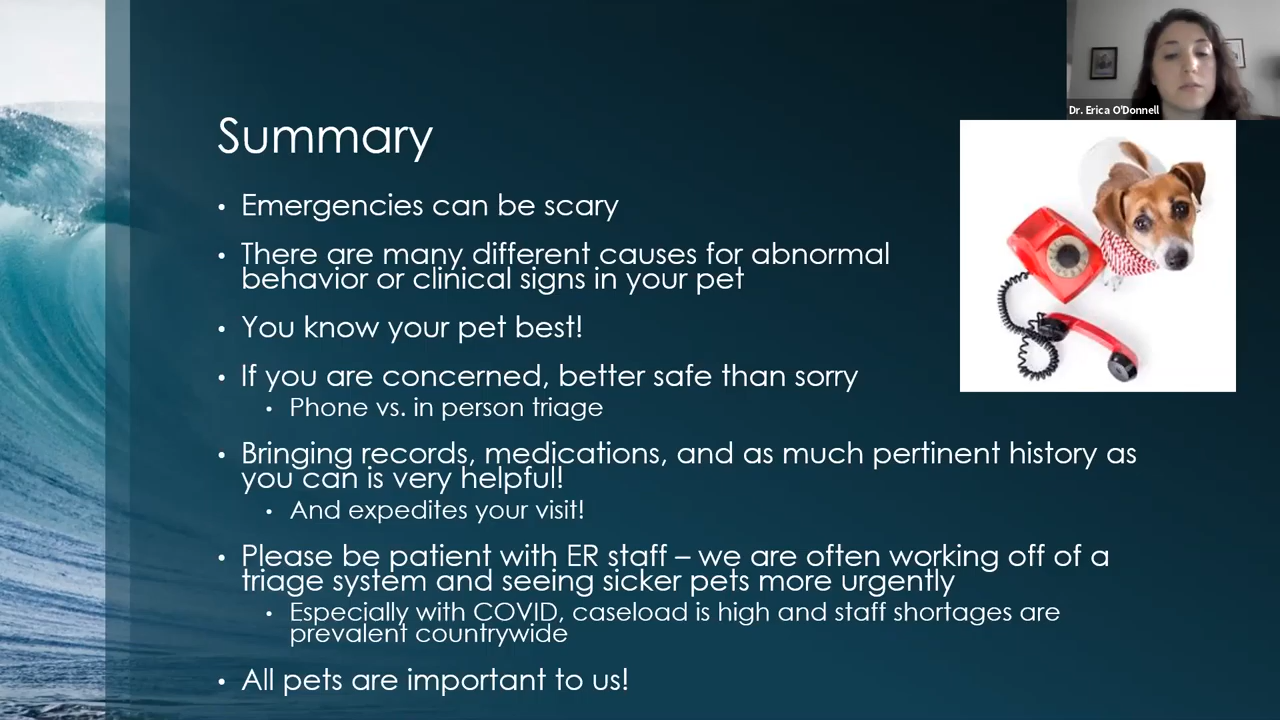 Dr. Erica O'Donnell
Summary
• Emergencies can be scary
• There are many different causes for abnormal
behavior or clinical signs in your pet
• You know your pet best!
• If you are concerned, better safe than sorry
• Phone vs. in person triage
• Bringing records, medications, and as much pertinent history as
you can is very helpful!
• And expedites your visit!
• Please be patient with ER staff – we are often working off of a
triage system and seeing sicker pets more urgently
• Especially with COVID, caseload is high and staff shortages are
prevalent countrywide
• All pets are important to us!